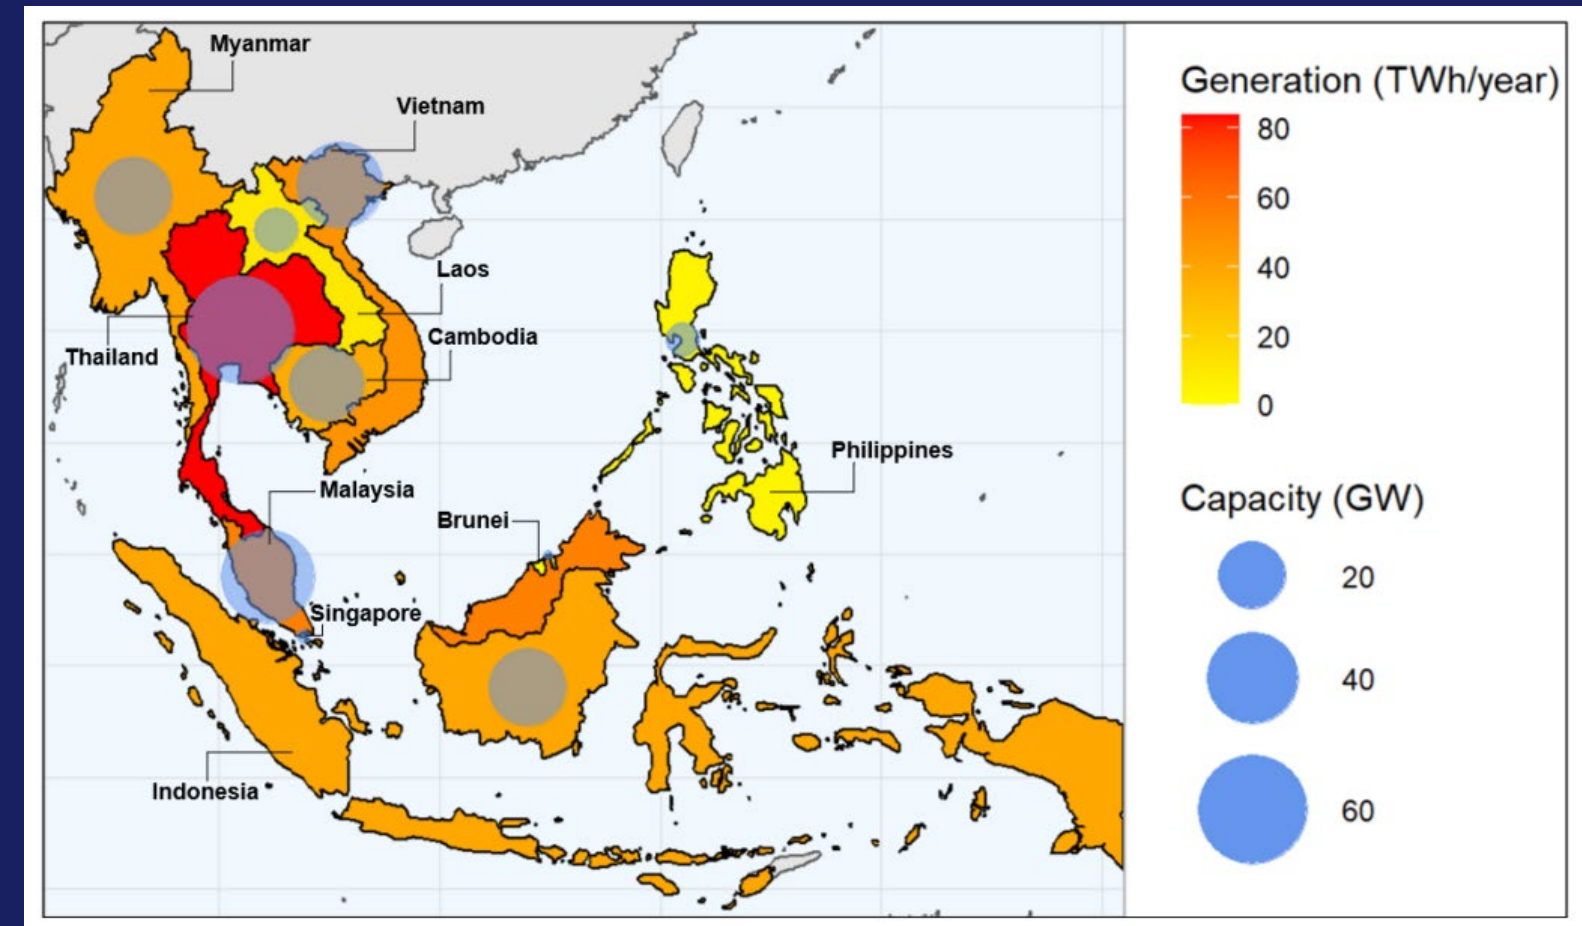 Myanmar
Vietnam
Laos
Cambodia
Thailand
Malaysia
Brunei
Philippines
Singapore
Indonesia
Generation (TWh/year)
80
60
40
20
0
Capacity (GW)
20
40
60